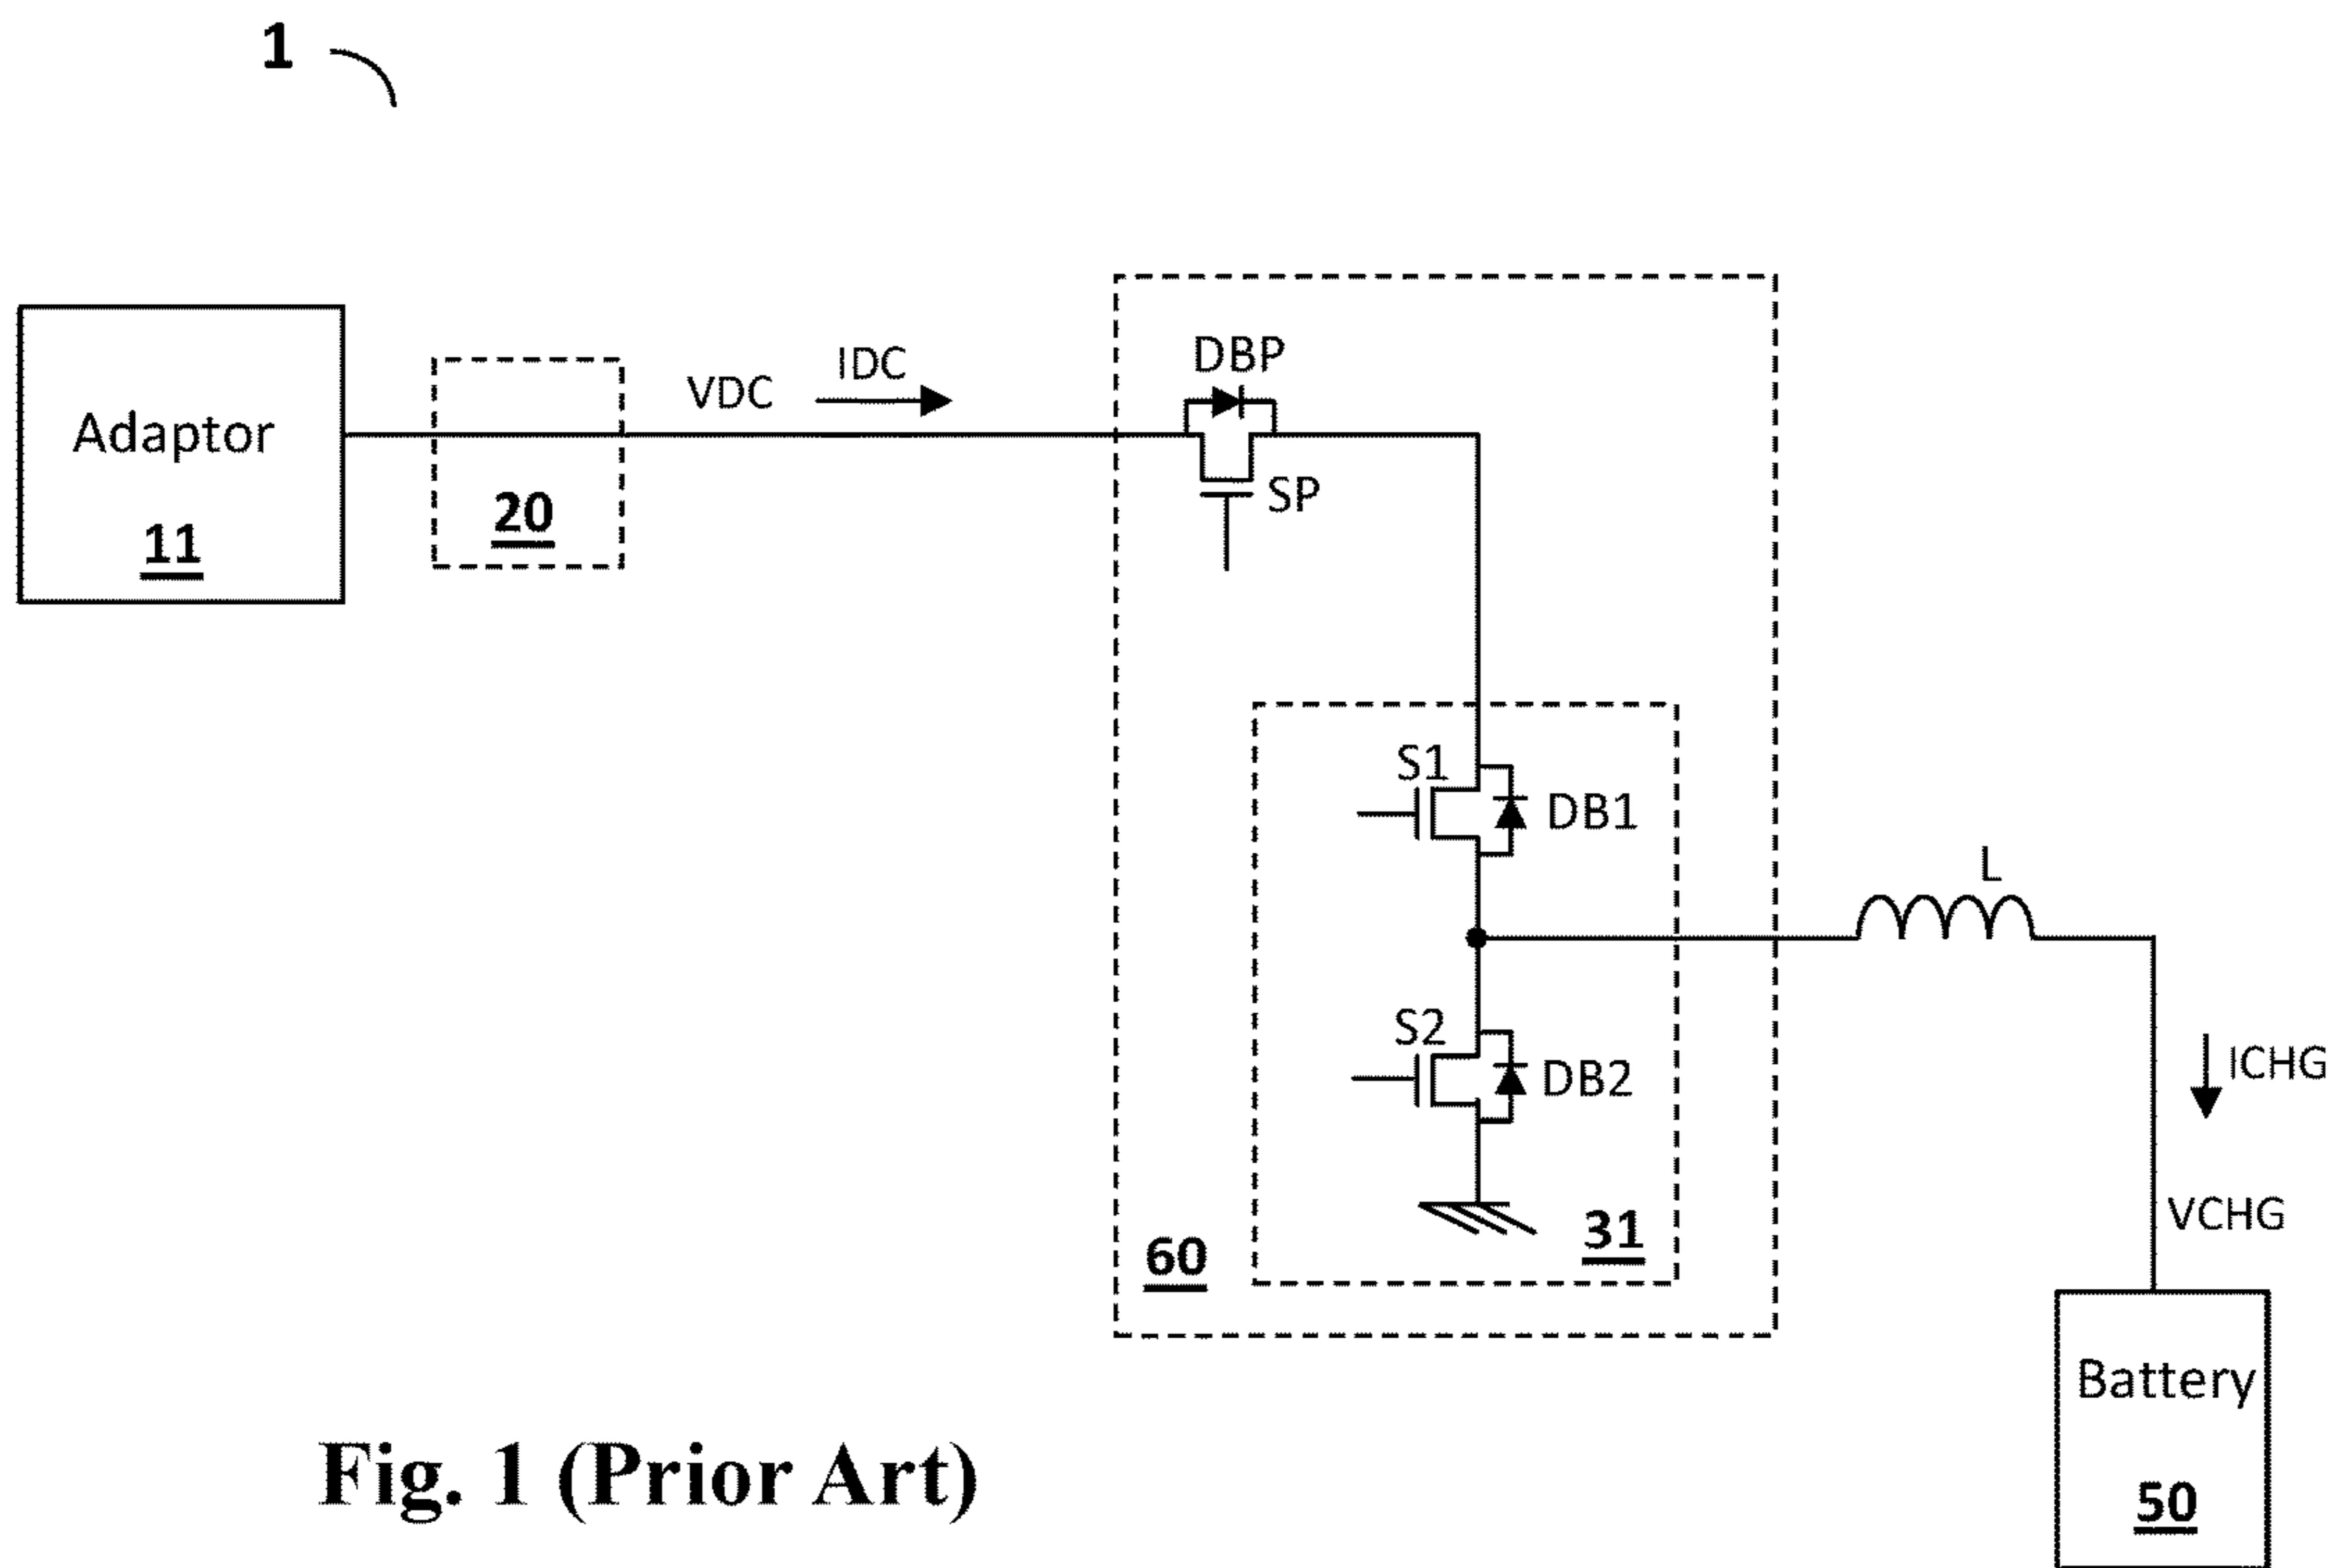 1
Adaptor
11
20
VDC
IDC
DBP
SP
S1
DB1
L
S2
DB2
ICHG
VCHG
31
60
Battery
50
Fig. 1 (Prior Art)